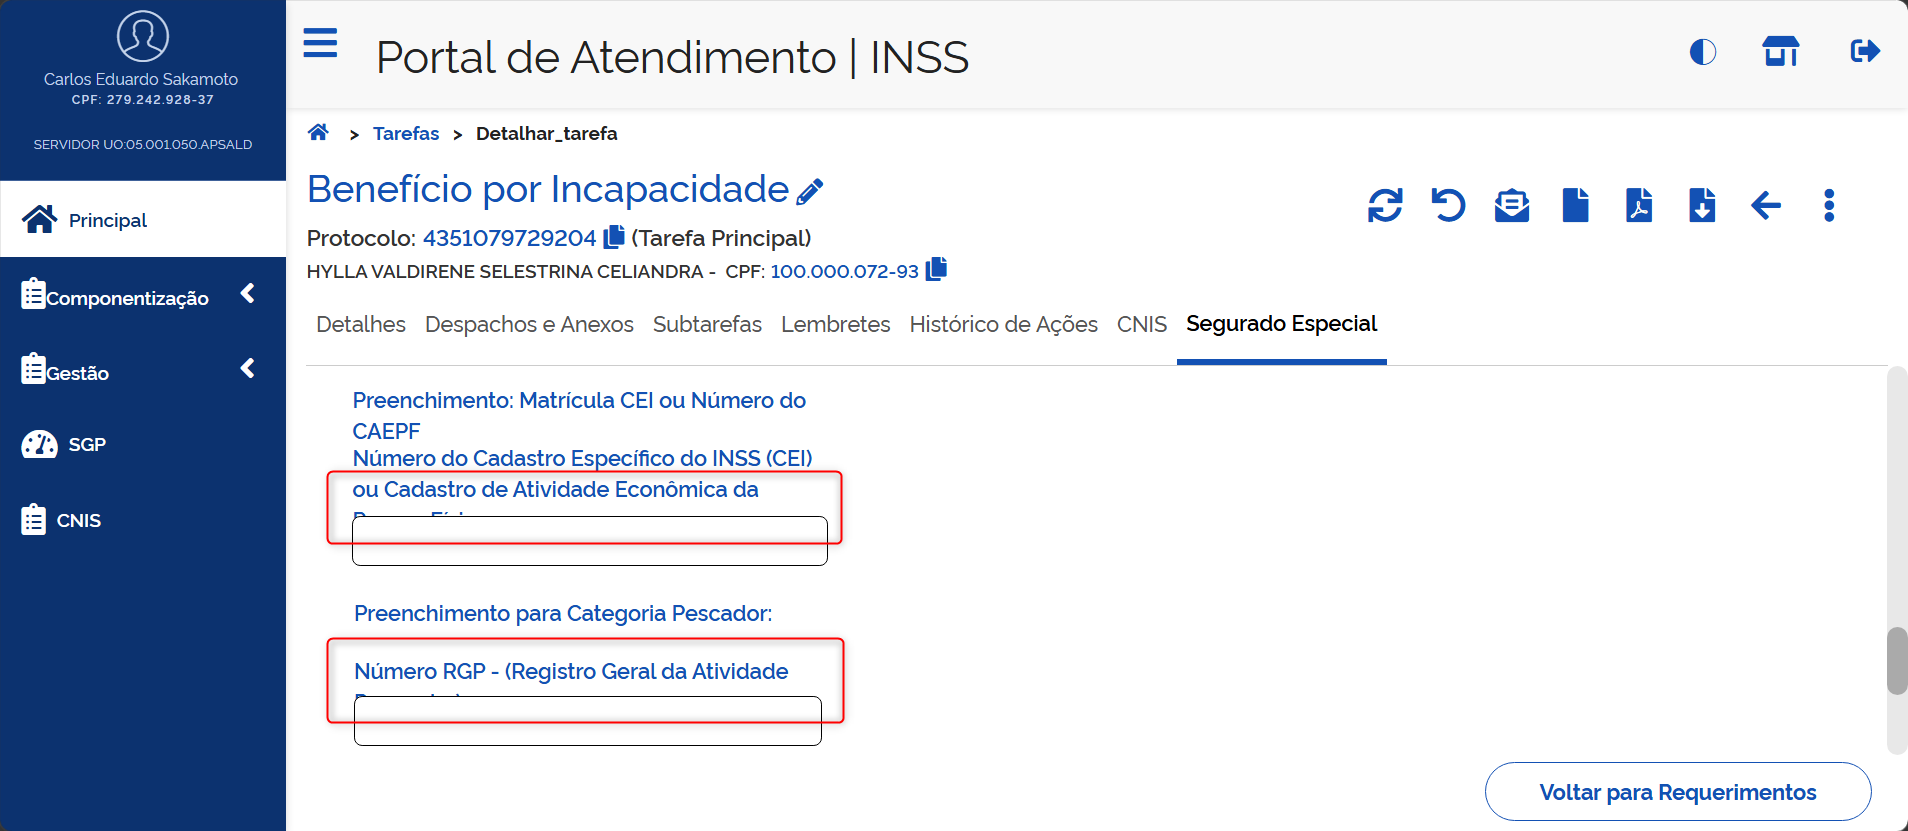 Carlos Eduardo Sakamoto
CPF: 279.242.928-37
SERVIDOR UO:05.001.050.APSALD
Principal
Componentização
Gestão
SGP
CNIS
Portal de Atendimento | INSS
> Tarefas > Detalhar_tarefa
Benefício por Incapacidade
Protocolo: 4351079729204 (Tarefa Principal)
HYLLA VALDIRENE SELESTRINA CELIANDRA - CPF: 100.000.072-93
Detalhes Despachos e Anexos Subtarefas Lembretes Histórico de Ações CNIS Segurado Especial
Preenchimento: Matrícula CEI ou Número do
CAEPF
Número do Cadastro Específico do INSS (CEI)
ou Cadastro de Atividade Econômica da
Preenchimento para Categoria Pescador:
Número RGP - (Registro Geral da Atividade
Voltar para Requerimentos